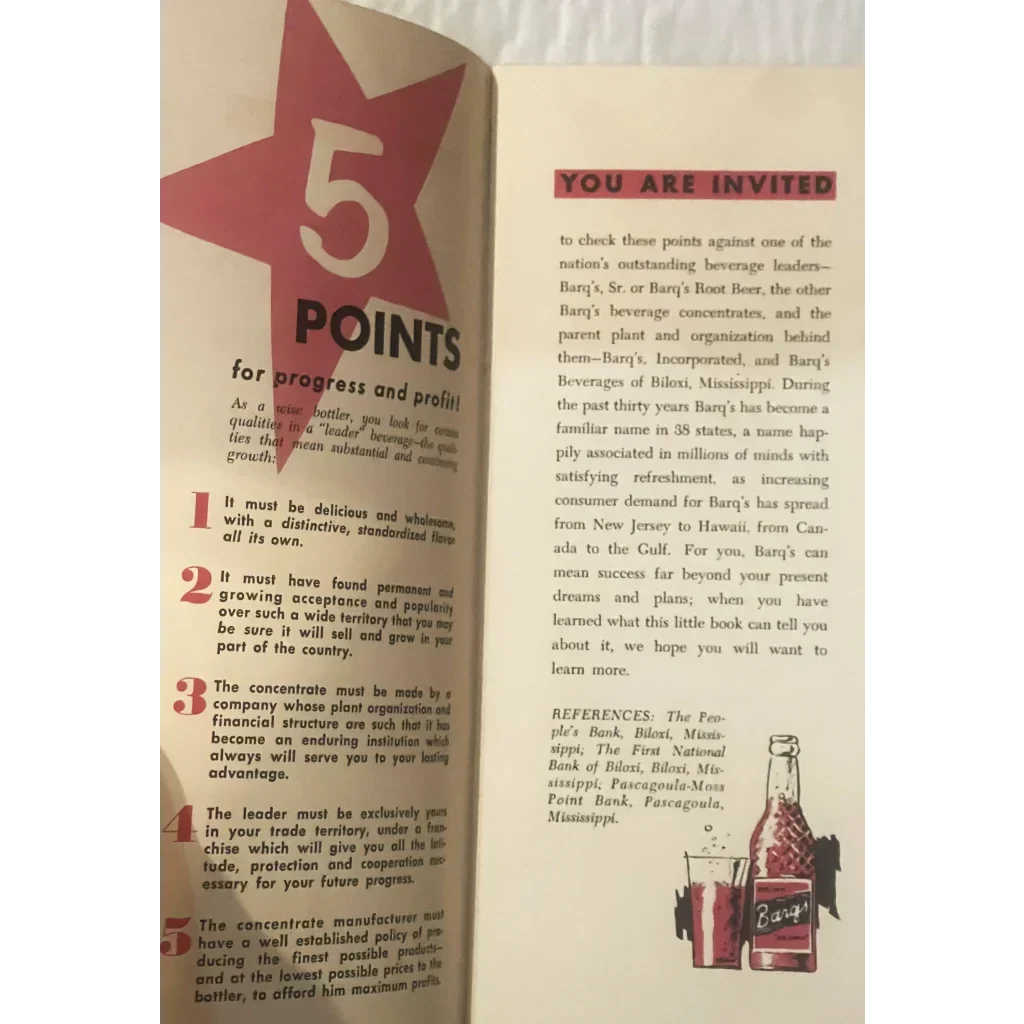 5
POINTS
for progress and profit!
As a wise bottler, you look for certain
qualities in a "leader" beverage—the quali-
ties that mean substantial and continuing
growth:
1 It must be delicious and wholesome,
with a distinctive, standardized flavor
all its own.
2 It must have found permanent and
growing acceptance and popularity
over such a wide territory that you may
be sure it will sell and grow in your
part of the country.
3 The concentrate must be made by a
company whose plant organization and
financial structure are such that it has
become an enduring institution which
always will serve you to your lasting
advantage.
4 The leader must be exclusively yours
in your trade territory, under a fran-
chise which will give you all the lati-
tude, protection and cooperation nec-
essary for your future progress.
5 The concentrate manufacturer must
have a well established policy of pro-
ducing the finest possible products—
and at the lowest possible prices to the
bottler, to afford him maximum profits.
YOU ARE INVITED
to check these points against one of the
nation's outstanding beverage leaders—
Barq's, Sr. or Barq's Root Beer, the other
Barq's beverage concentrates, and the
parent plant and organization behind
them—Barq's, Incorporated, and Barq's
Beverages of Biloxi, Mississippi. During
the past thirty years Barq's has become a
familiar name in 38 states, a name hap-
pily associated in millions of minds with
satisfying refreshment, as increasing
consumer demand for Barq's has spread
from New Jersey to Hawaii, from Can-
ada to the Gulf. For you, Barq's can
mean success far beyond your present
dreams and plans; when you have
learned what this little book can tell you
about it, we hope you will want to
learn more.
REFERENCES: The Peo-
ple's Bank, Biloxi, Missis-
sippi; The First National
Bank of Biloxi, Biloxi, Mis-
sissippi; Pascagoula-Moss
Point Bank, Pascagoula,
Mississippi.
Barq's